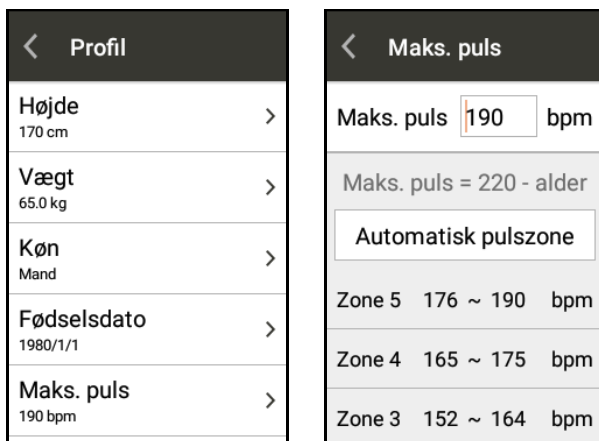 Profil
Højde
170 cm
Vægt
65.0 kg
Køn
Mand
Fødselsdato
1980/1/1
Maks. puls
190 bpm
Maks. puls
Maks. puls 190 bpm
Maks. puls = 220 - alder
Automatisk pulszone
Zone 5 176 ~ 190 bpm
Zone 4 165 ~ 175 bpm
Zone 3 152 ~ 164 bpm